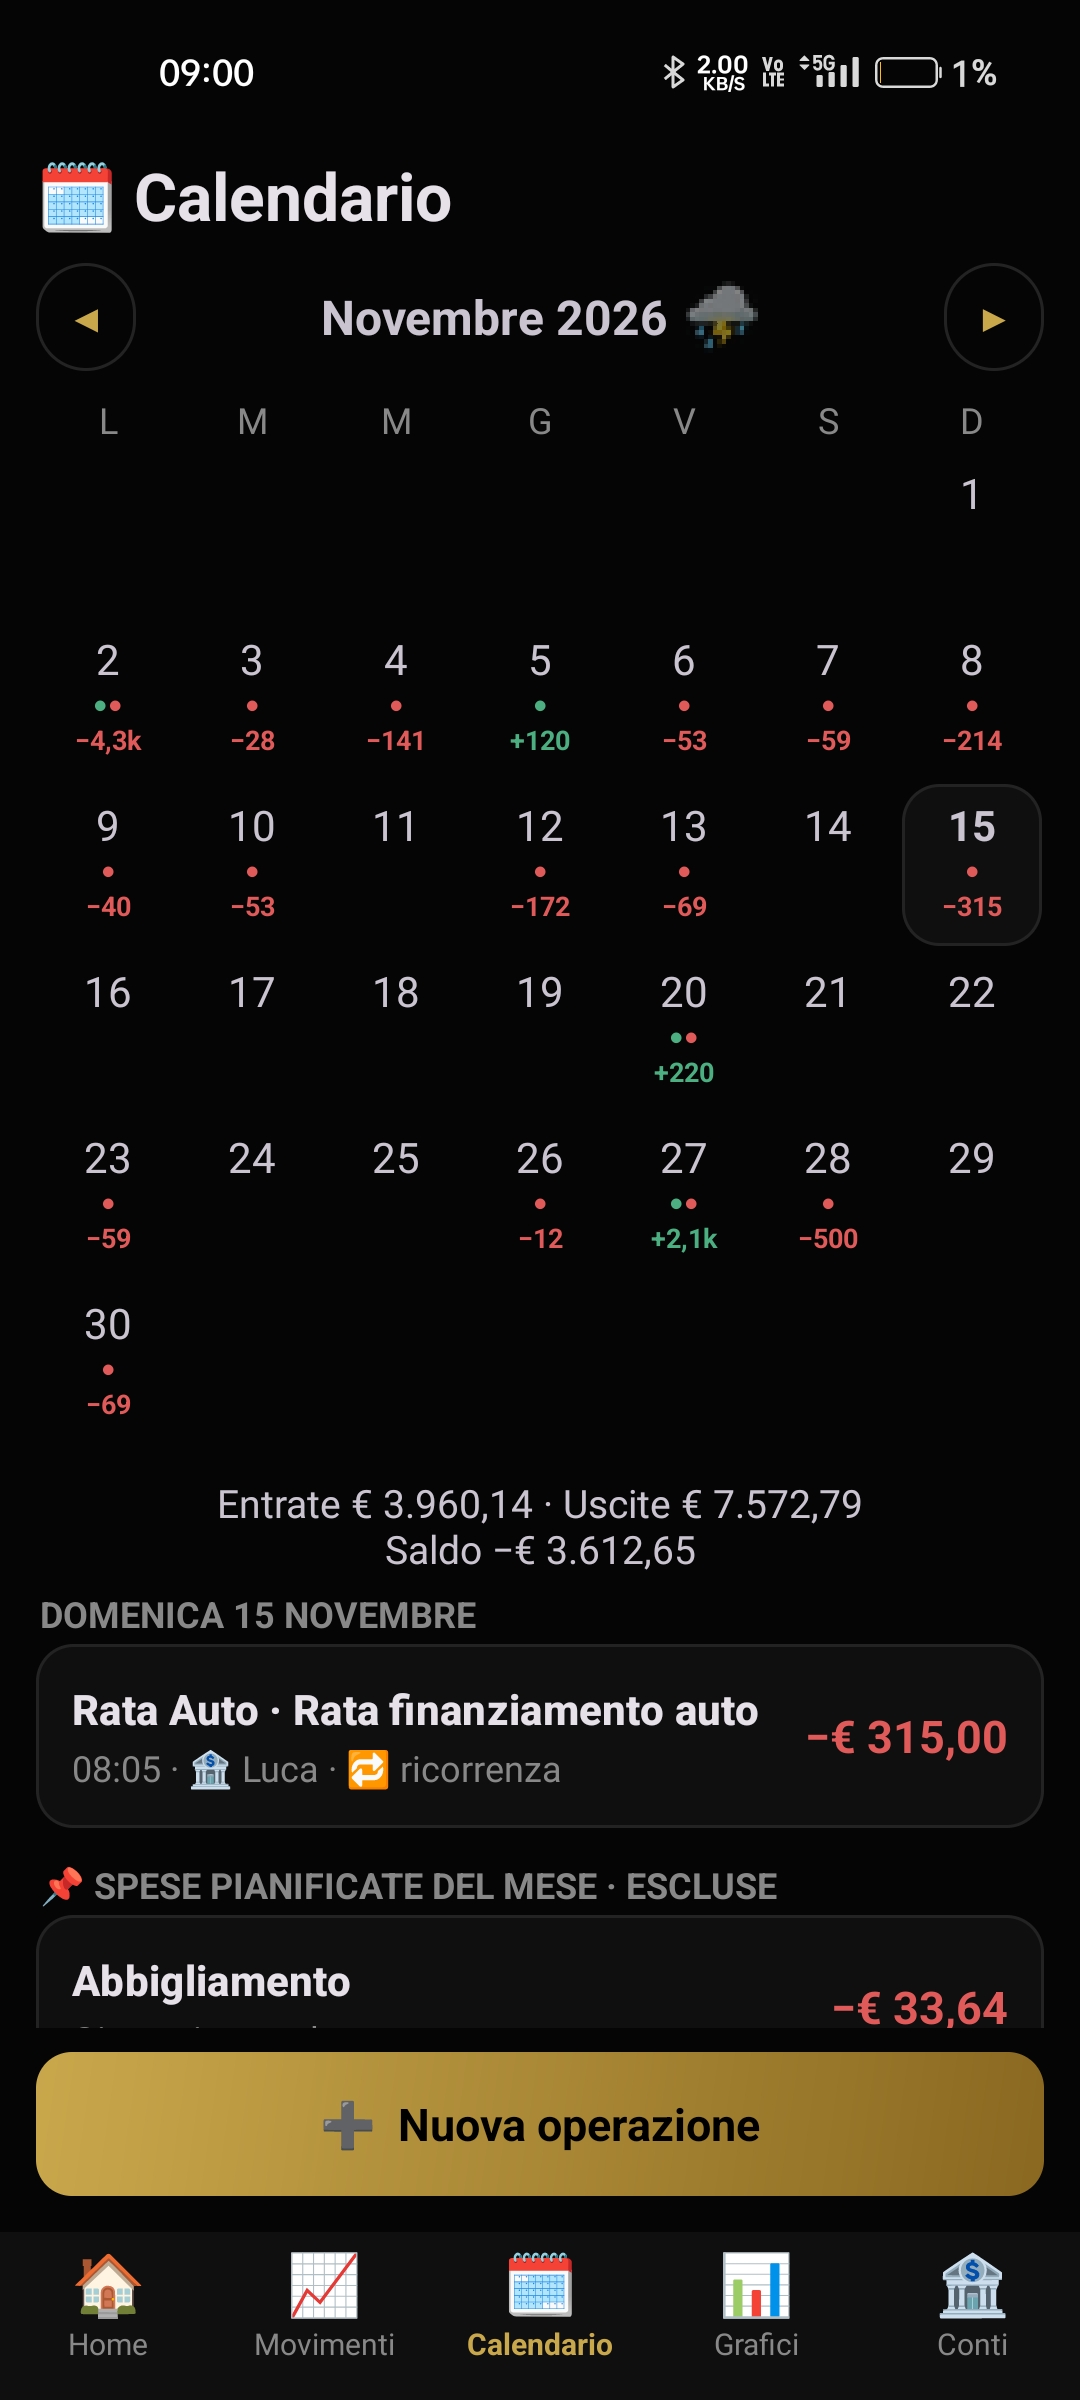 09:00 2.00 KB/S Vo LTE 5G 1%
Calendario
◀ Novembre 2026 ▶
L M M G V S D
1
2 3 4 5 6 7 8
−4,3k −28 −141 +120 −53 −59 −214
9 10 11 12 13 14 15
−40 −53 −172 −69 −315
16 17 18 19 20 21 22
+220
23 24 25 26 27 28 29
−59 −12 +2,1k −500
30
−69
Entrate € 3.960,14 · Uscite € 7.572,79
Saldo −€ 3.612,65
DOMENICA 15 NOVEMBRE
Rata Auto · Rata finanziamento auto
−€ 315,00
08:05 · Luca · ricorrenza
SPESE PIANIFICATE DEL MESE · ESCLUSE
Abbigliamento
−€ 33,64
Nuova operazione
Home Movimenti Calendario Grafici Conti